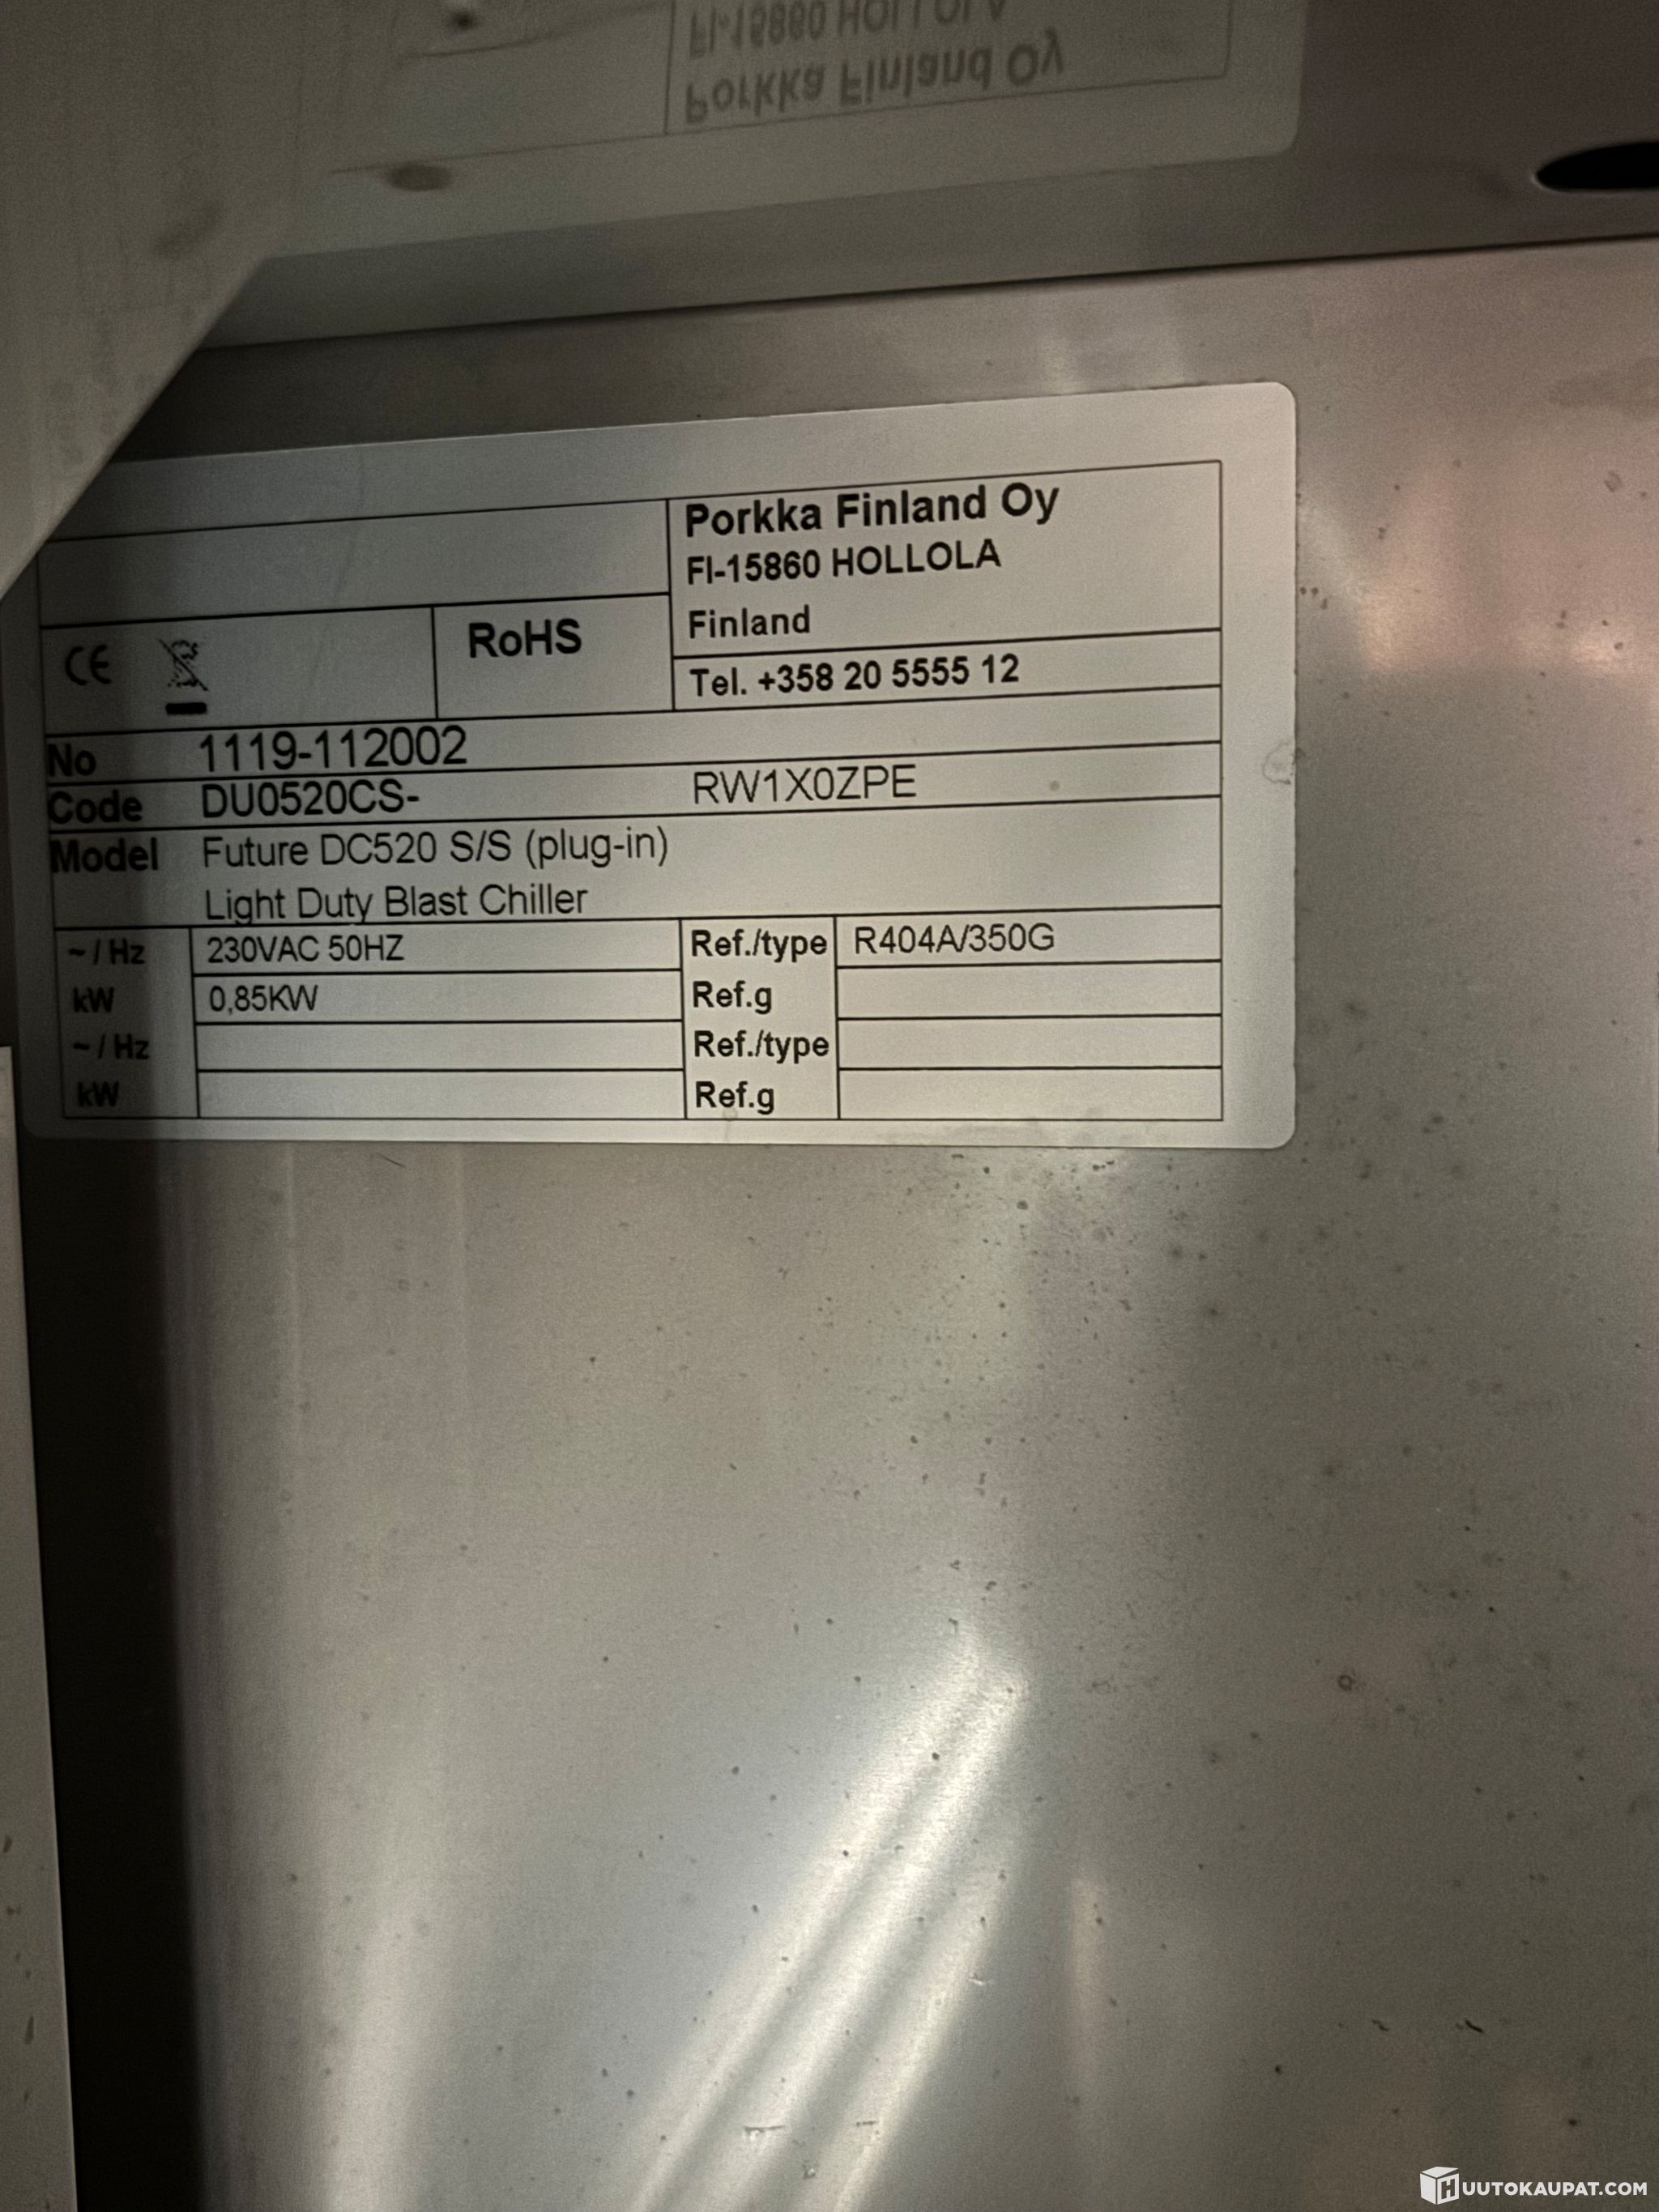 Porkka Finland Oy
FI-15860 HOLLOLA
Finland
CE
RoHS
Tel. +358 20 5555 12
No 1119-112002
Code DU0520CS- RW1X0ZPE
Model Future DC520 S/S (plug-in)
Light Duty Blast Chiller
~/Hz 230VAC 50HZ Ref./type R404A/350G
kW 0,85KW Ref.g
~/Hz Ref./type
kW Ref.g
HUUTOKAUPAT.COM